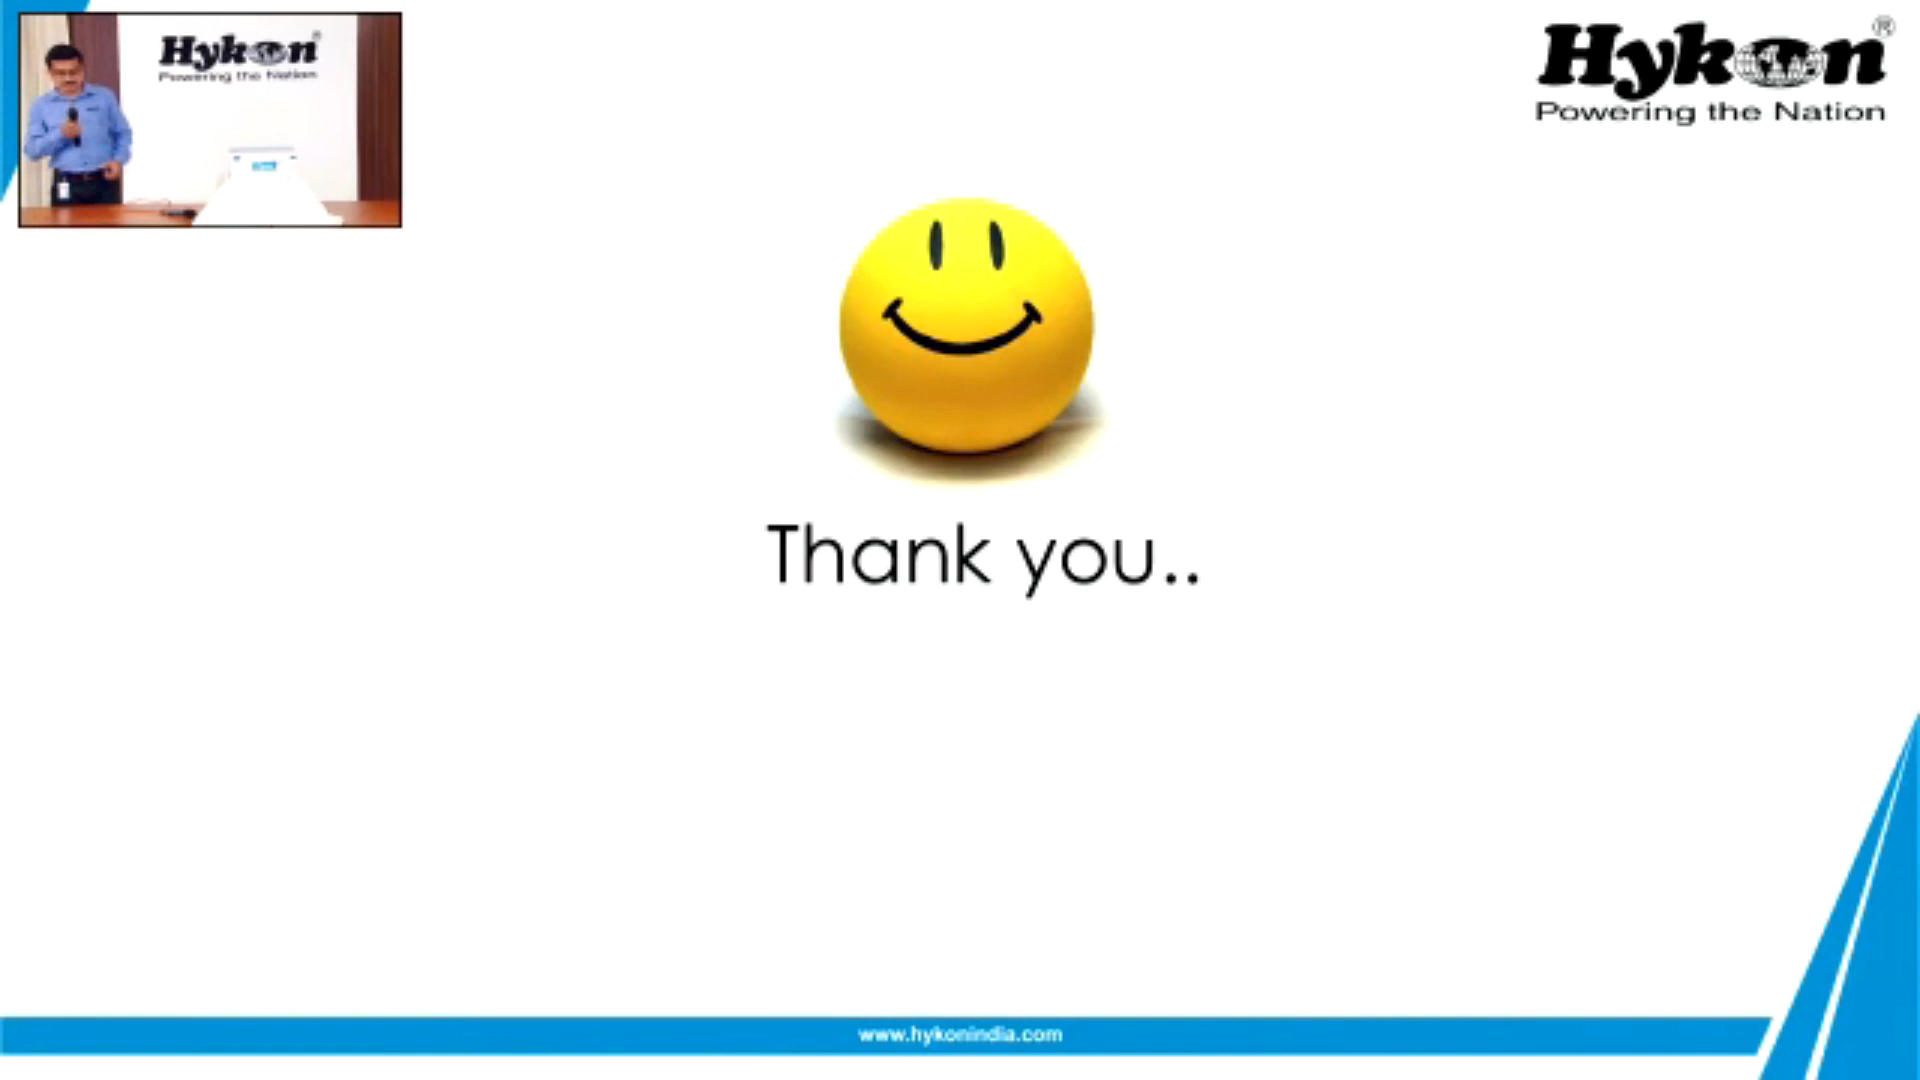 Hykon
Powering the Nation
Hykon®
Powering the Nation
Thank you..
www.hykonindia.com